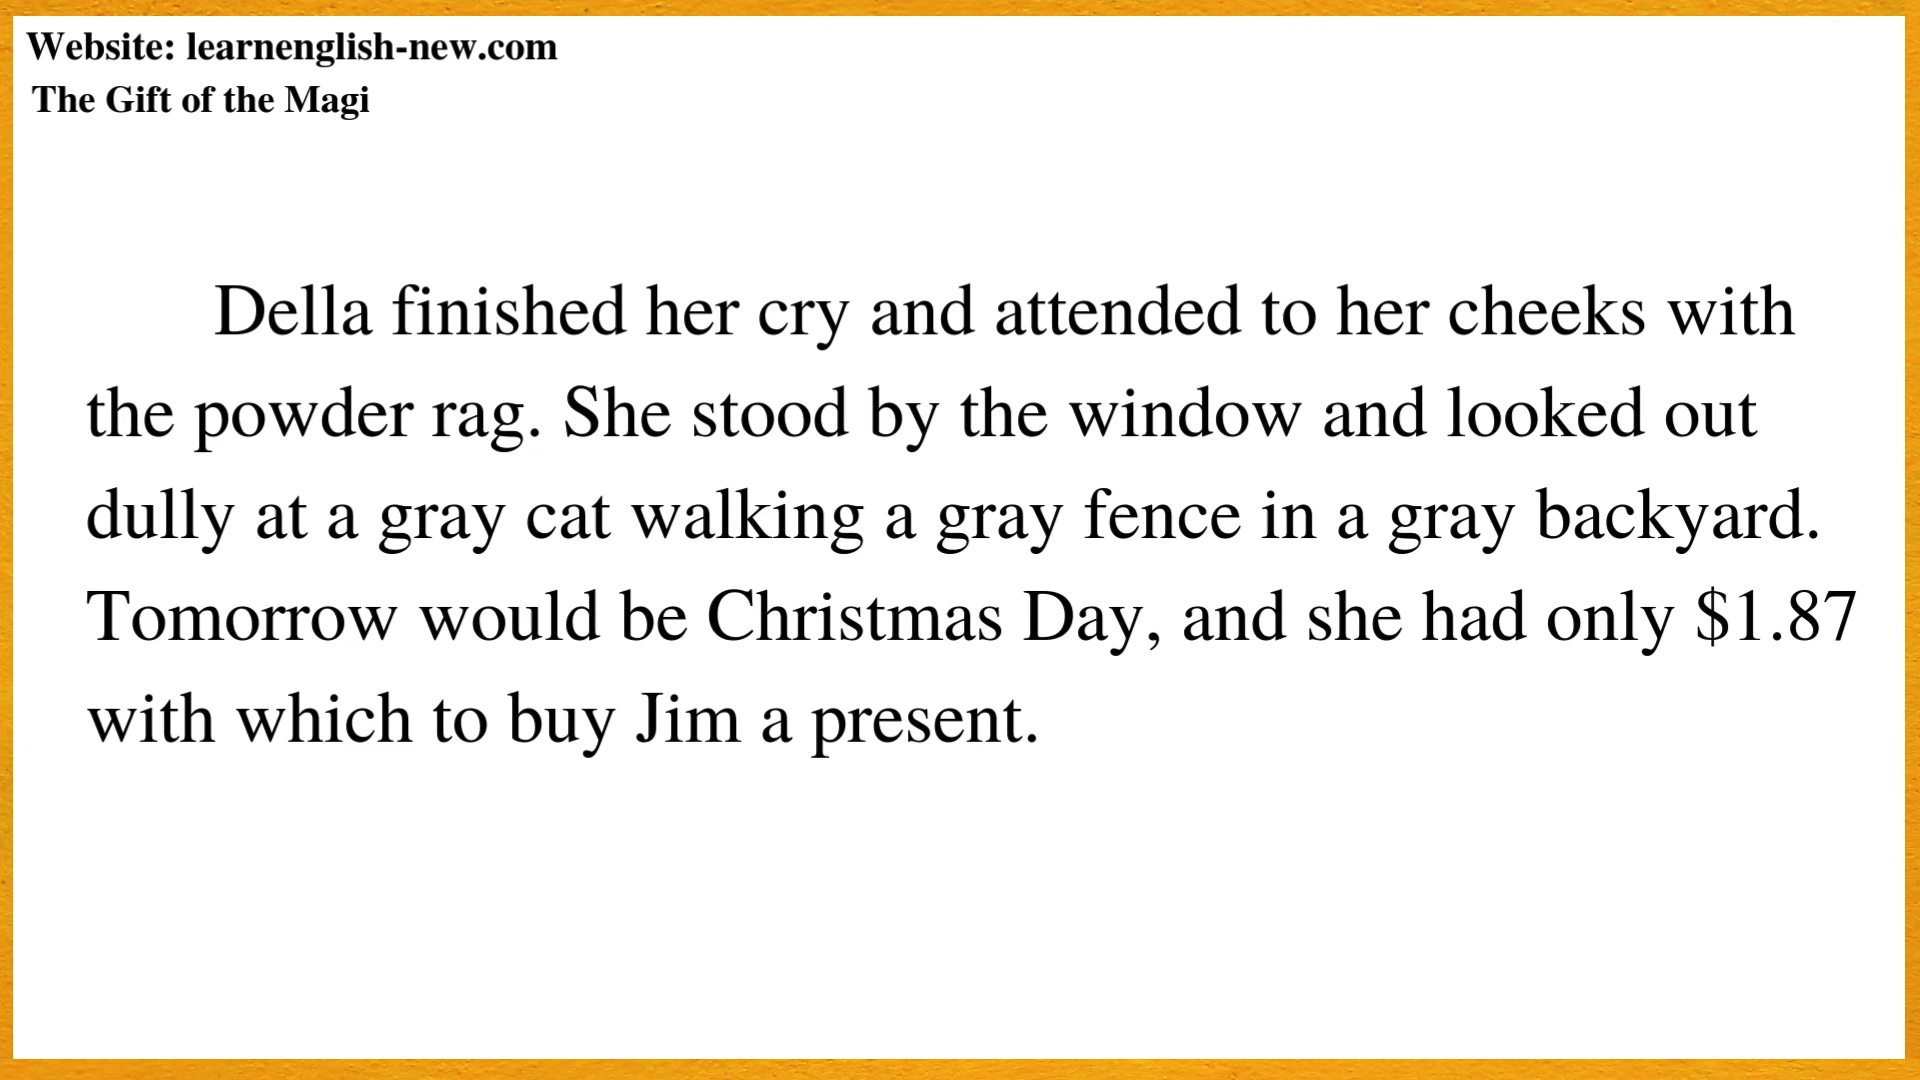 Website: learnenglish-new.com
The Gift of the Magi
Della finished her cry and attended to her cheeks with
the powder rag. She stood by the window and looked out
dully at a gray cat walking a gray fence in a gray backyard.
Tomorrow would be Christmas Day, and she had only $1.87
with which to buy Jim a present.